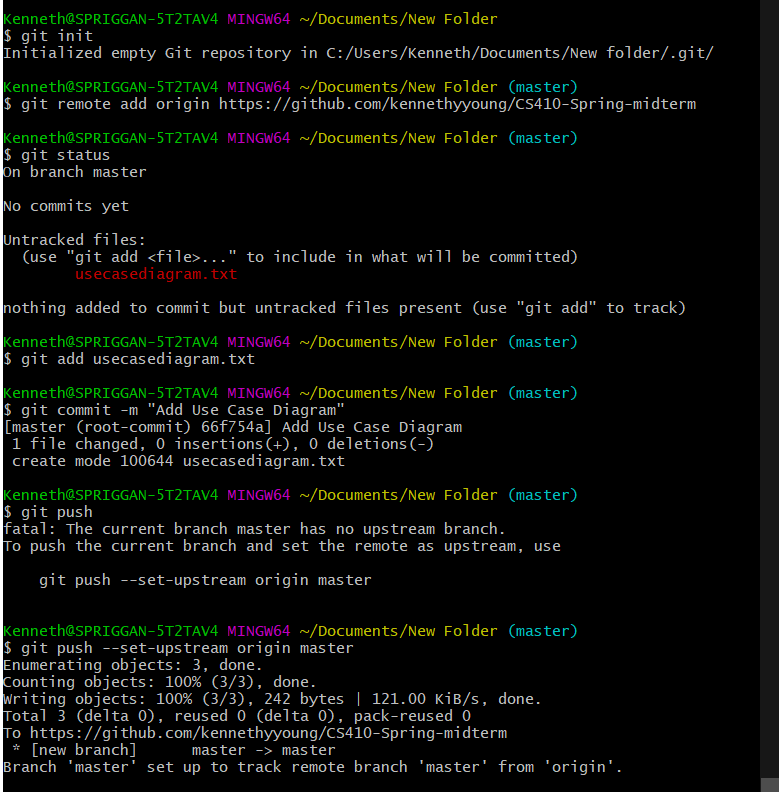 Kenneth@SPRIGGAN-5T2TAV4 MINGW64 ~/Documents/New Folder
$ git init
Initialized empty Git repository in C:/Users/Kenneth/Documents/New folder/.git/
Kenneth@SPRIGGAN-5T2TAV4 MINGW64 ~/Documents/New Folder (master)
$ git remote add origin https://github.com/kennethyyoung/CS410-Spring-midterm
Kenneth@SPRIGGAN-5T2TAV4 MINGW64 ~/Documents/New Folder (master)
$ git status
On branch master
No commits yet
Untracked files:
  (use "git add <file>..." to include in what will be committed)
        usecasediagram.txt
nothing added to commit but untracked files present (use "git add" to track)
Kenneth@SPRIGGAN-5T2TAV4 MINGW64 ~/Documents/New Folder (master)
$ git add usecasediagram.txt
Kenneth@SPRIGGAN-5T2TAV4 MINGW64 ~/Documents/New Folder (master)
$ git commit -m "Add Use Case Diagram"
[master (root-commit) 66f754a] Add Use Case Diagram
 1 file changed, 0 insertions(+), 0 deletions(-)
 create mode 100644 usecasediagram.txt
Kenneth@SPRIGGAN-5T2TAV4 MINGW64 ~/Documents/New Folder (master)
$ git push
fatal: The current branch master has no upstream branch.
To push the current branch and set the remote as upstream, use
    git push --set-upstream origin master
Kenneth@SPRIGGAN-5T2TAV4 MINGW64 ~/Documents/New Folder (master)
$ git push --set-upstream origin master
Enumerating objects: 3, done.
Counting objects: 100% (3/3), done.
Writing objects: 100% (3/3), 242 bytes | 121.00 KiB/s, done.
Total 3 (delta 0), reused 0 (delta 0), pack-reused 0
To https://github.com/kennethyyoung/CS410-Spring-midterm
 * [new branch]      master -> master
Branch 'master' set up to track remote branch 'master' from 'origin'.